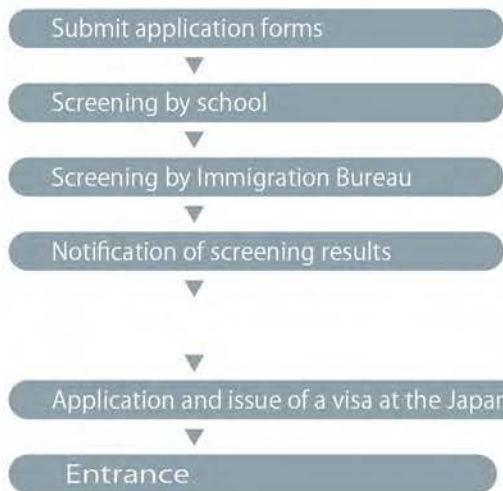 Submit application forms
Screening by school
Screening by Immigration Bureau
Notification of screening results
Application and issue of a visa at the Japan
Entrance